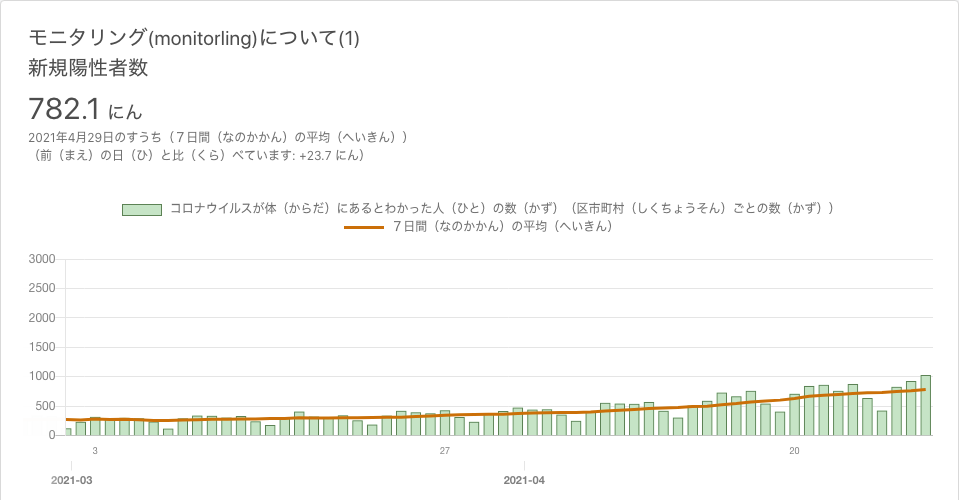 モニタリング(monitorling)について(1)
新規陽性者数
782.1 にん
2021年4月29日のすうち（７日間（なのかかん）の平均（へいきん））
（前（まえ）の日（ひ）と比（くら）べています: +23.7 にん）
コロナウイルスが体（からだ）にあるとわかった人（ひと）の数（かず）（区市町村（しくちょうそん）ごとの数（かず））
７日間（なのかかん）の平均（へいきん）
3000
2500
2000
1500
1000
500
0
3 27 20
2021-03 2021-04